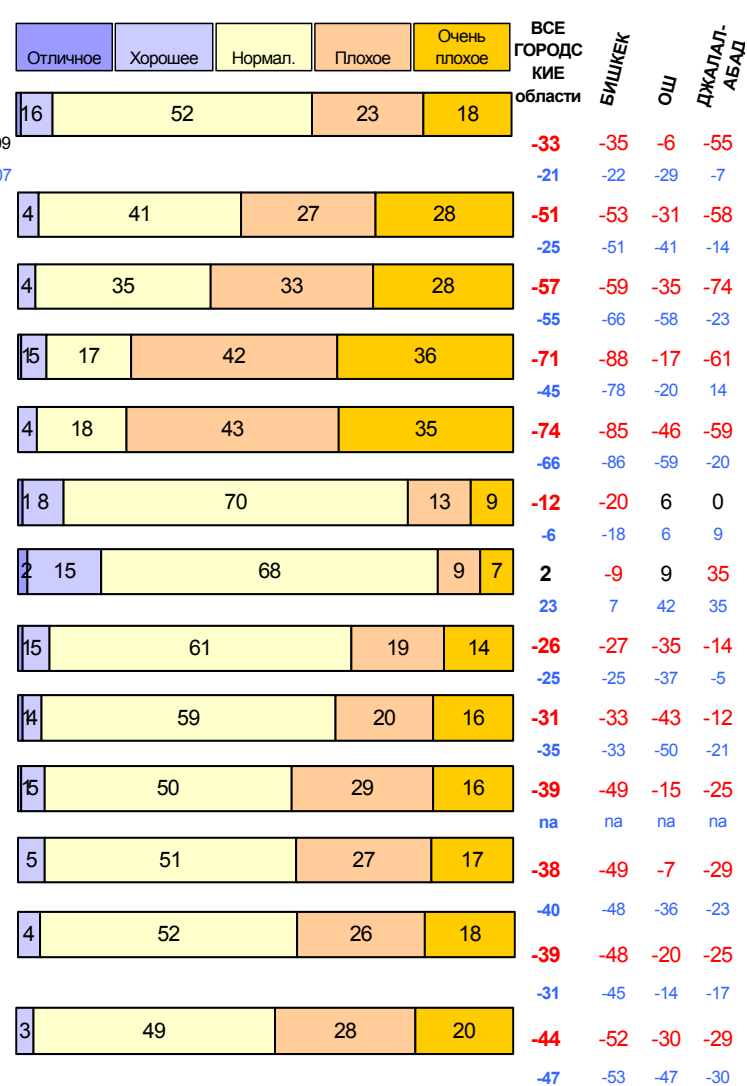 Отличное Хорошее Нормал. Плохое Очень плохое
ВСЕ ГОРОДС КИЕ области БИШКЕК ОШ ДЖАЛАЛ-АБАД
16 52 23 18
09 -33 -35 -6 -55
07 -21 -22 -29 -7
4 41 27 28 -51 -53 -31 -58
-25 -51 -41 -14
4 35 33 28 -57 -59 -35 -74
-55 -66 -58 -23
15 17 42 36 -71 -88 -17 -61
-45 -78 -20 14
4 18 43 35 -74 -85 -46 -59
-66 -86 -59 -20
1 8 70 13 9 -12 -20 6 0
-6 -18 6 9
2 15 68 9 7 2 -9 9 35
23 7 42 35
15 61 19 14 -26 -27 -35 -14
-25 -25 -37 -5
14 59 20 16 -31 -33 -43 -12
-35 -33 -50 -21
15 50 29 16 -39 -49 -15 -25
na na na na
5 51 27 17 -38 -49 -7 -29
-40 -48 -36 -23
4 52 26 18 -39 -48 -20 -25
-31 -45 -14 -17
3 49 28 20 -44 -52 -30 -29
-47 -53 -47 -30